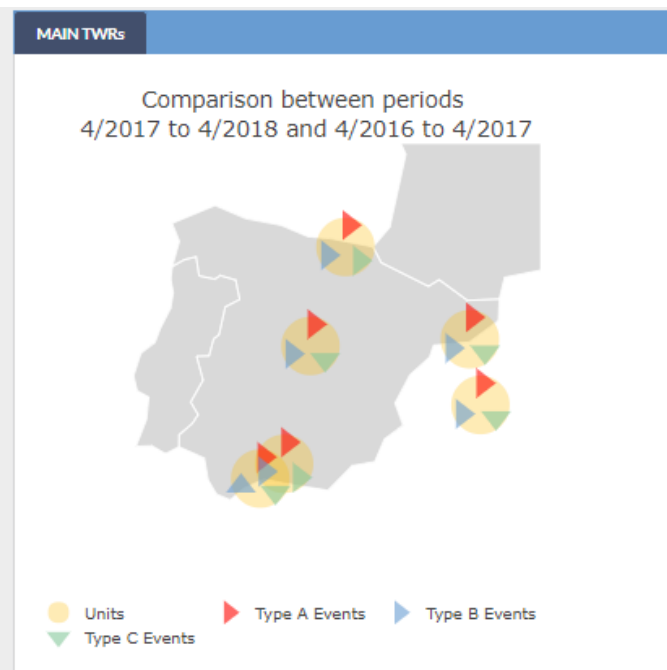 MAIN TWRs
Comparison between periods
4/2017 to 4/2018 and 4/2016 to 4/2017
Units
Type A Events
Type B Events
Type C Events